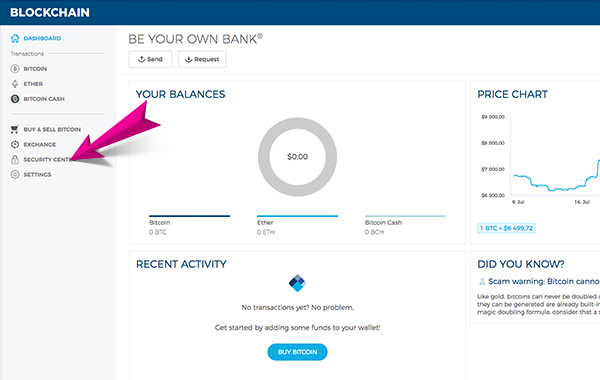 BLOCKCHAIN
DASHBOARD
Transactions
BITCOIN
ETHER
BITCOIN CASH
BUY & SELL BITCOIN
EXCHANGE
SECURITY CENTER
SETTINGS
BE YOUR OWN BANK®
Send
Request
YOUR BALANCES
$0.00
Bitcoin
0 BTC
Ether
0 ETH
Bitcoin Cash
0 BCH
PRICE CHART
$9 000.00
$8 000.00
$7 000.00
$6 000.00
9. Jul
16. Jul
1 BTC = $6 499.72
RECENT ACTIVITY
No transactions yet? No problem.
Get started by adding some funds to your wallet!
BUY BITCOIN
DID YOU KNOW?
Scam warning: Bitcoin canno
Like gold, bitcoins can never be doubled
they can be generated are already built-in
magic doubling formula, consider that a s